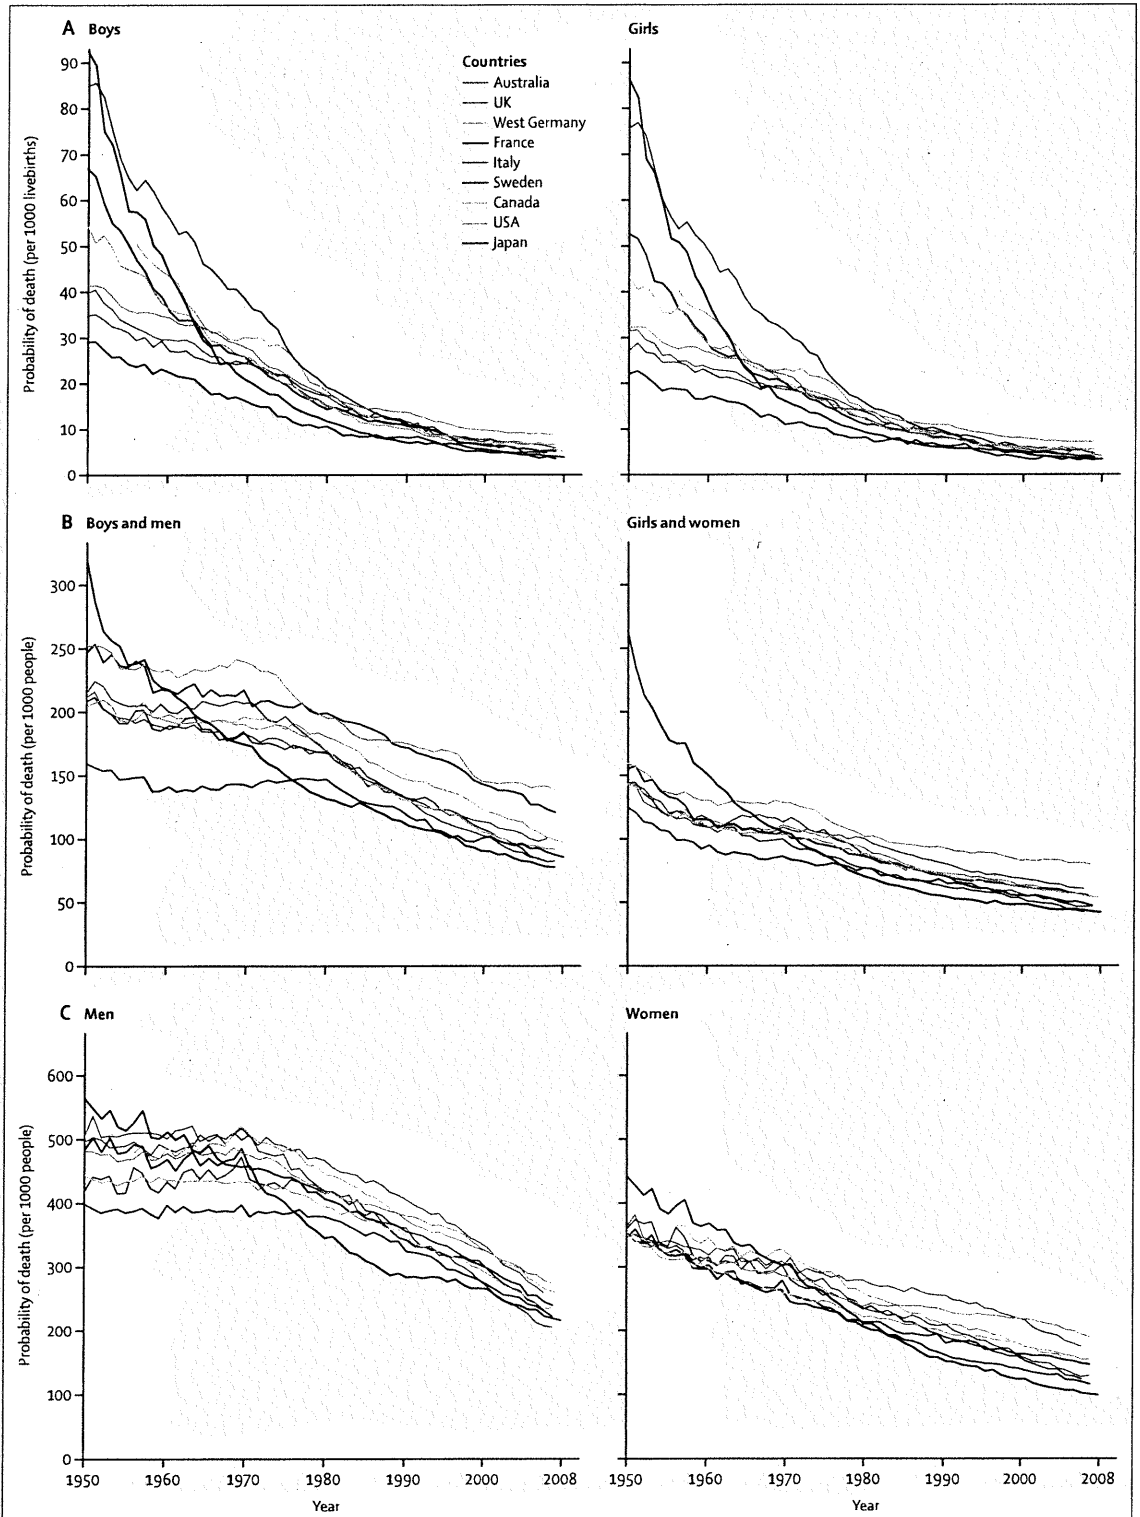 A Boys
Girls
Countries
Australia
UK
West Germany
France
Italy
Sweden
Canada
USA
Japan
Probability of death (per 1000 livebirths)
90
80
70
60
50
40
30
20
10
0
B Boys and men
Girls and women
Probability of death (per 1000 people)
300
250
200
150
100
50
0
C Men
Women
Probability of death (per 1000 people)
600
500
400
300
200
100
0
1950 1960 1970 1980 1990 2000 2008
1950 1960 1970 1980 1990 2000 2008
Year
Year